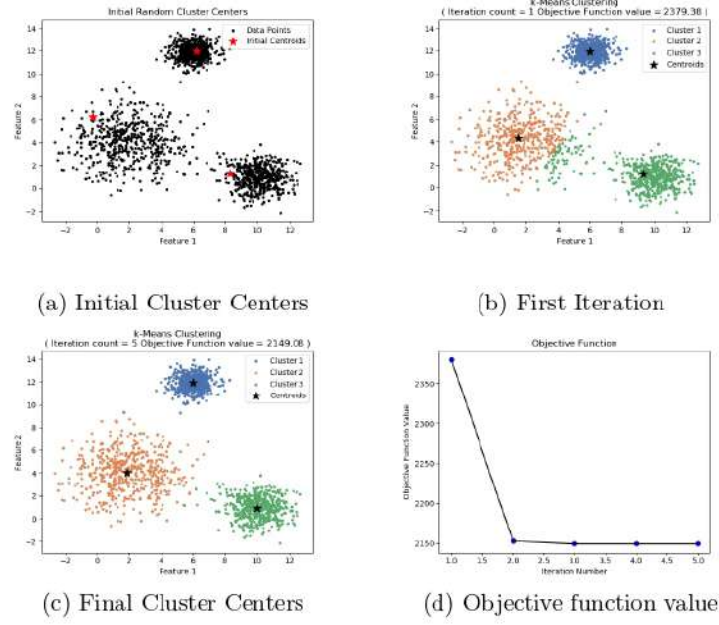 Initial Random Cluster Centers
Data Points
Initial Centroids
Feature 2
14
12
10
8
6
4
2
0
−2
−2 0 2 4 6 8 10 12
Feature 1
(a) Initial Cluster Centers
k-Means Clustering
( Iteration count = 1 Objective Function value = 2379.38 )
Cluster 1
Cluster 2
Cluster 3
Centroids
Feature 2
14
12
10
8
6
4
2
0
−2
−2 0 2 4 6 8 10 12
Feature 1
(b) First Iteration
k-Means Clustering
( Iteration count = 5 Objective Function value = 2149.08 )
Cluster 1
Cluster 2
Cluster 3
Centroids
Feature 2
14
12
10
8
6
4
2
0
−2
−2 0 2 4 6 8 10 12
Feature 1
(c) Final Cluster Centers
Objective Function
Objective Function Value
2350
2300
2250
2200
2150
1.0 1.5 2.0 2.5 3.0 3.5 4.0 4.5 5.0
Iteration Number
(d) Objective function value